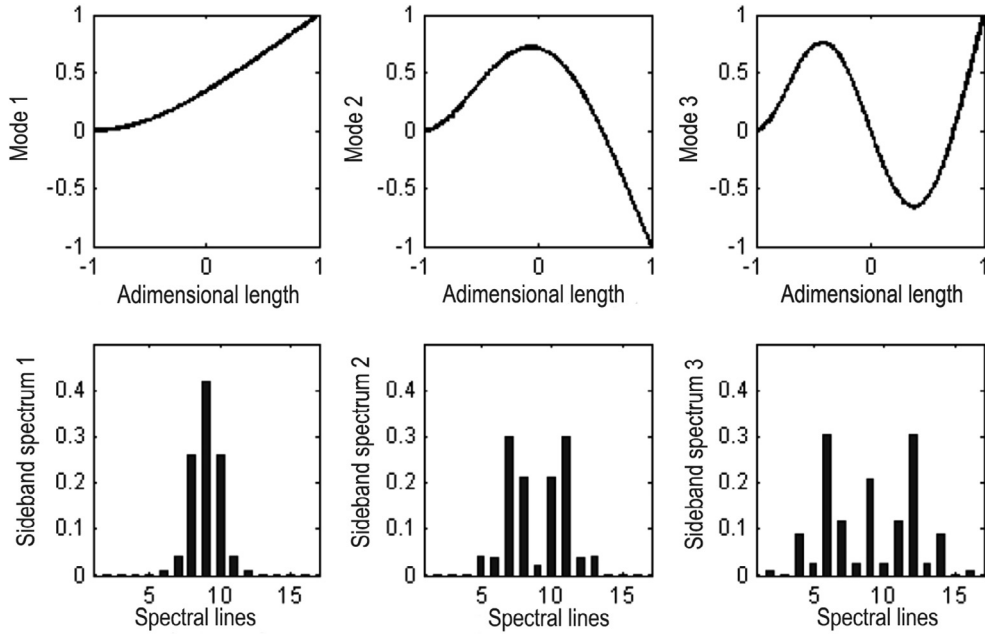 1
0.5
0
-0.5
-1
Mode 1
-1 0 1
Adimensional length
1
0.5
0
-0.5
-1
Mode 2
-1 0 1
Adimensional length
1
0.5
0
-0.5
-1
Mode 3
-1 0 1
Adimensional length
0.4
0.3
0.2
0.1
0
Sideband spectrum 1
5 10 15
Spectral lines
0.4
0.3
0.2
0.1
0
Sideband spectrum 2
5 10 15
Spectral lines
0.4
0.3
0.2
0.1
0
Sideband spectrum 3
5 10 15
Spectral lines